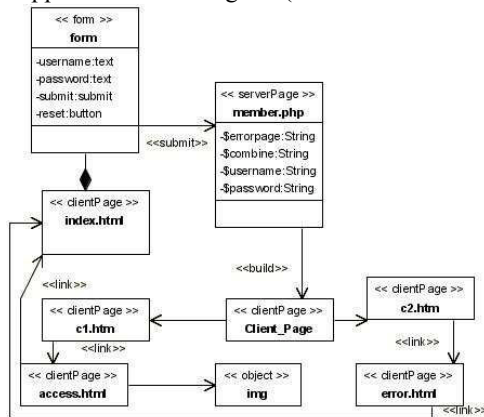 << form >>
form
-username:text
-password:text
-submit:submit
-reset:button
<< serverPage >>
member.php
-$errorpage:String
-$combine:String
-$username:String
-$password:String
<<submit>>
<< clientPage >>
index.html
<<build>>
<<link>>
<< clientPage >>
c1.htm
<< clientPage >>
Client_Page
<< clientPage >>
c2.htm
<<link>>
<<link>>
<< clientPage >>
access.html
<< object >>
img
<< clientPage >>
error.html
<<link>>